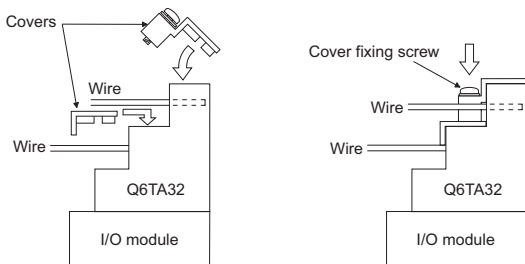 Covers
Wire
Wire
Q6TA32
I/O module
Cover fixing screw
Wire
Wire
Q6TA32
I/O module